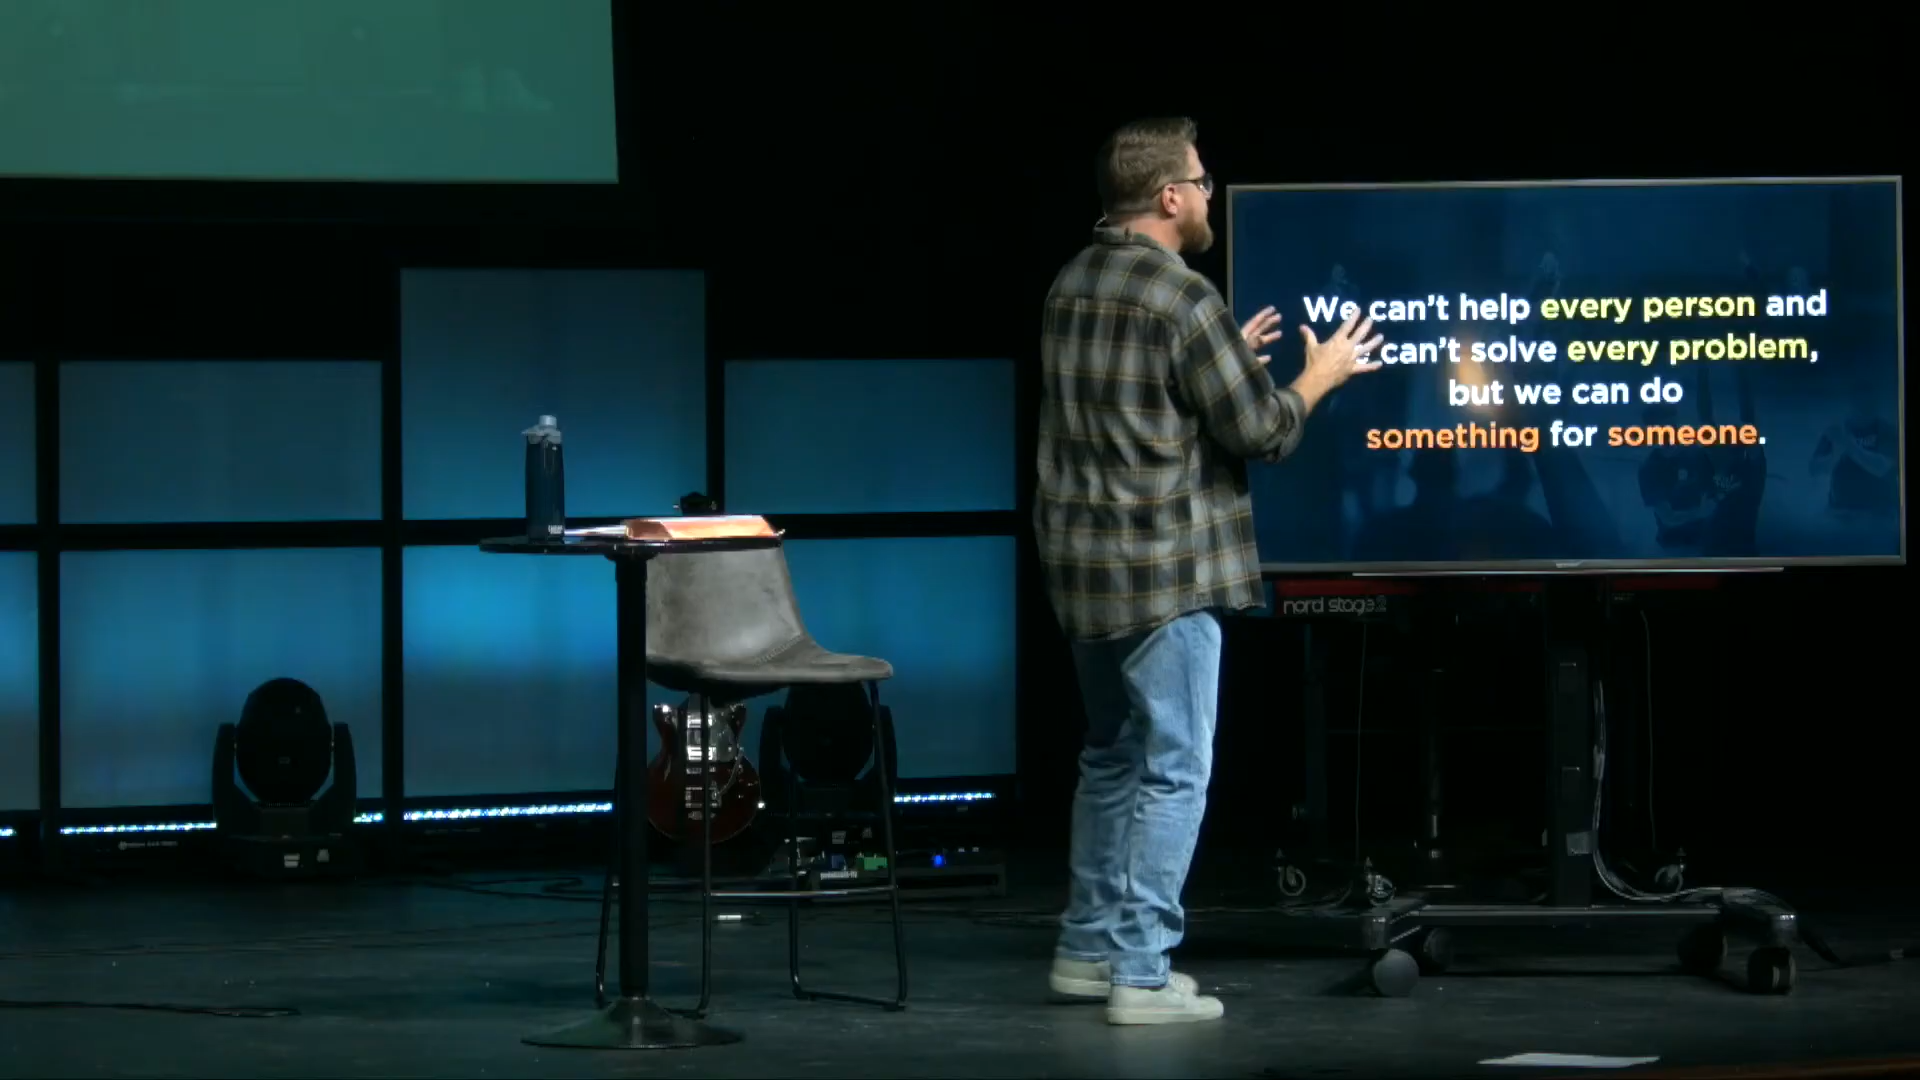 We can't help every person and
can't solve every problem,
but we can do
something for someone.
nord stage 2